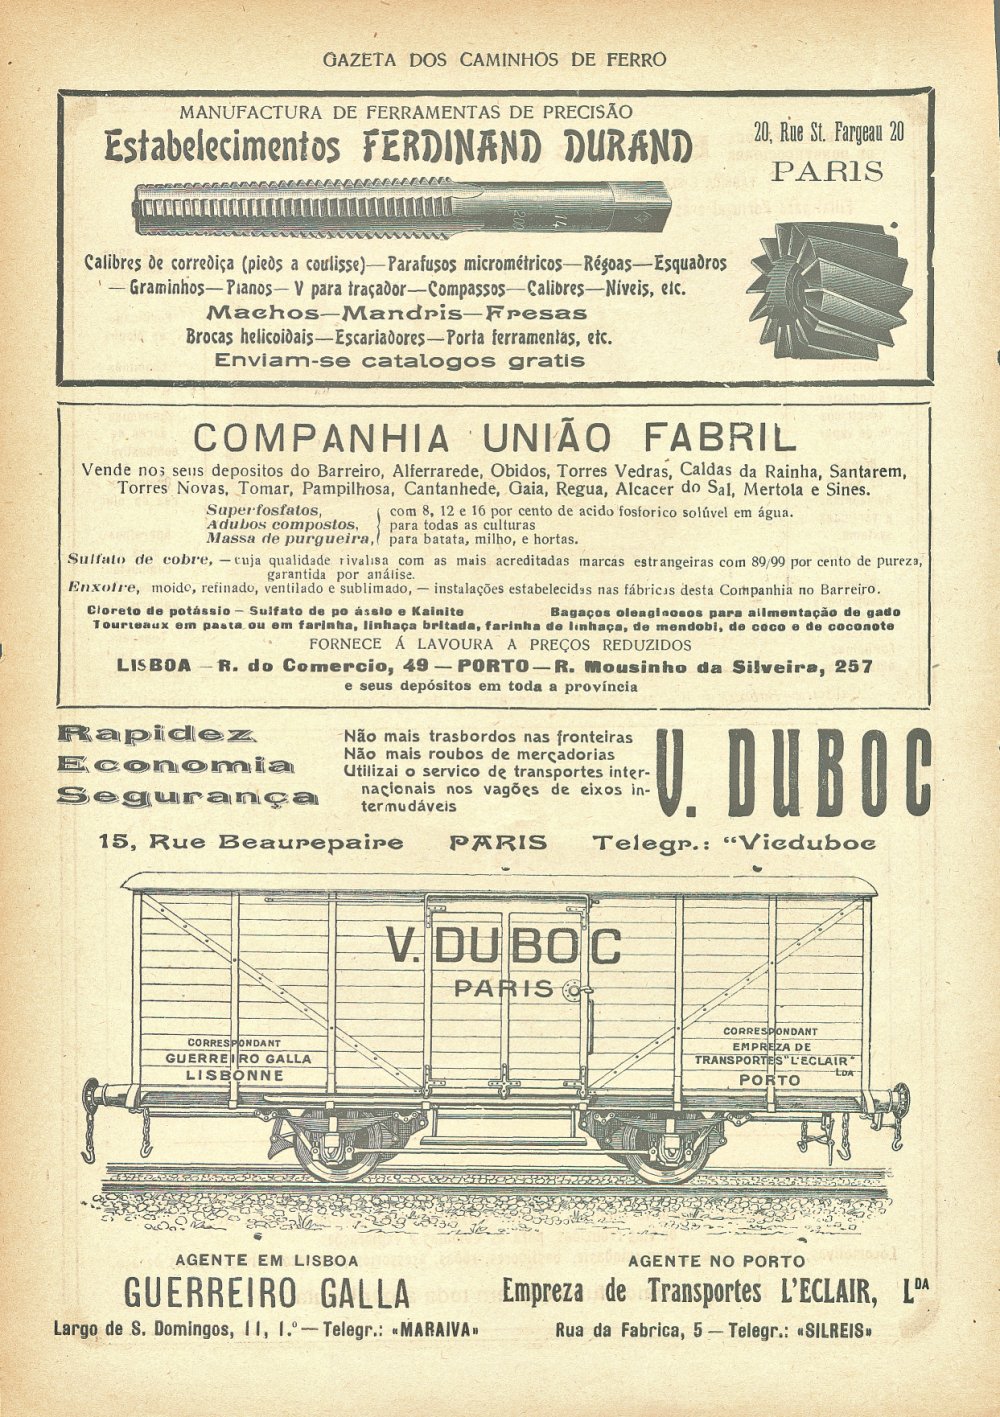 GAZETA DOS CAMINHOS DE FERRO
MANUFACTURA DE FERRAMENTAS DE PRECISÃO
Estabelecimentos FERDINAND DURAND
20, Rue St. Fargeau 20
PARIS
Calibres de corrediça (pieds a coulisse)—Parafusos micrométricos—Régoas—Esquadros
—Graminhos—Pianos—V para traçador—Compassos—Calibres—Níveis, etc.
Machos—Mandris—Fresas
Brocas helicoidais—Escariadores—Porta ferramentas, etc.
Enviam-se catalogos gratis
COMPANHIA UNIÃO FABRIL
Vende nos seus depositos do Barreiro, Alferrarede, Obidos, Torres Vedras, Caldas da Rainha, Santarem,
Torres Novas, Tomar, Pampilhosa, Cantanhede, Gaia, Regua, Alcacer do Sal, Mertola e Sines.
Superfosfatos, com 8, 12 e 16 por cento de acido fosforico solúvel em água.
Adubos compostos, para todas as culturas
Massa de purgueira, para batata, milho, e hortas.
Sulfato de cobre, —cuja qualidade rivalisa com as mais acreditadas marcas estrangeiras com 89/99 por cento de pureza,
garantida por análise.
Enxofre, moido, refinado, ventilado e sublimado, — instalações estabelecidas nas fábricas desta Companhia no Barreiro.
Cloreto de potássio — Sulfato de po ássio e Kainite Bagaços oleaginosos para alimentação de gado
Tourteaux em pasta ou em farinha, linhaça britada, farinha de linhaça, de mendobi, de coco e de coconote
FORNECE Á LAVOURA A PREÇOS REDUZIDOS
LISBOA — R. do Comercio, 49 — PORTO — R. Mousinho da Silveira, 257
e seus depósitos em toda a província
Rapidez
Economia
Segurança
Não mais trasbordos nas fronteiras
Não mais roubos de mercadorias
Utilizai o servico de transportes inter-
nacionais nos vagões de eixos in-
termudáveis
V. DUBOC
15, Rue Beaurepaire PARIS Telegr.: “Vicduboc
V. DUBOC
PARIS
CORRESPONDANT
GUERREIRO GALLA
LISBONNE
CORRESPONDANT
EMPREZA DE
TRANSPORTES "L'ECLAIR"
LDA
PORTO
AGENTE EM LISBOA
GUERREIRO GALLA
Largo de S. Domingos, 11, 1.º — Telegr.: «MARAIVA»
AGENTE NO PORTO
Empreza de Transportes L'ECLAIR, LDA
Rua da Fabrica, 5 — Telegr.: «SILREIS»